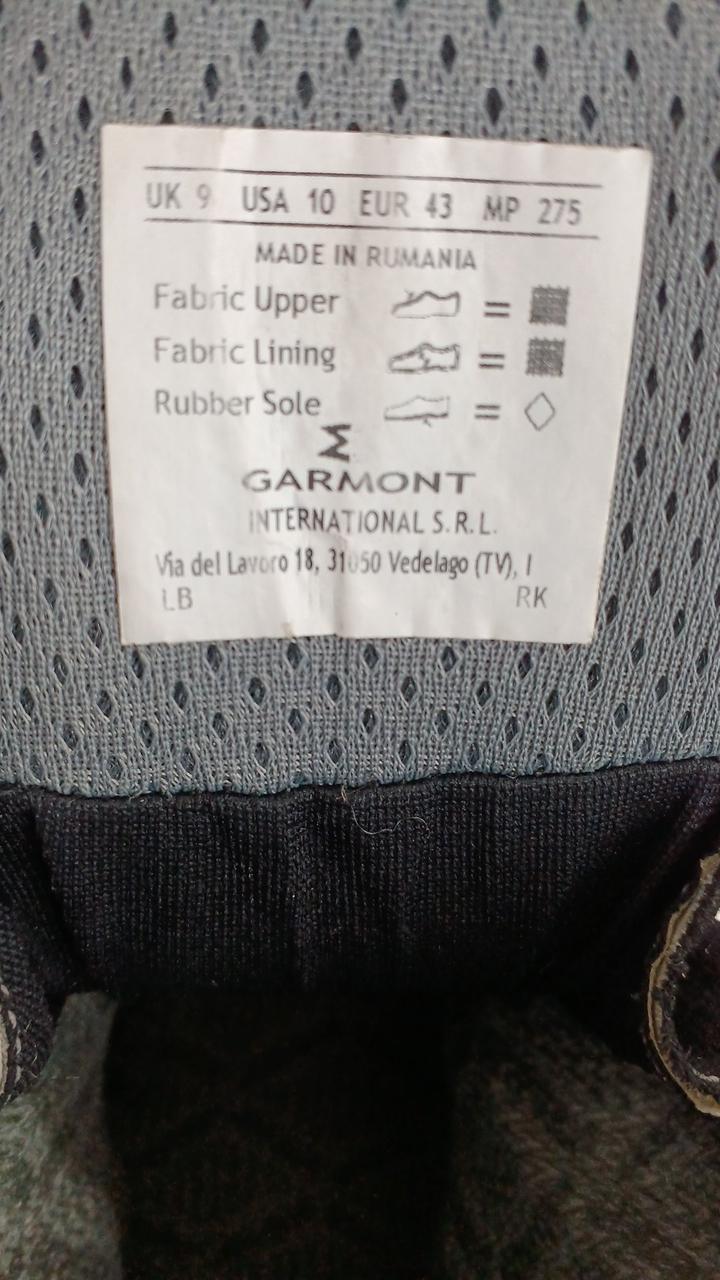 UK 9 USA 10 EUR 43 MP 275
MADE IN RUMANIA
Fabric Upper =
Fabric Lining =
Rubber Sole =
GARMONT
INTERNATIONAL S.R.L.
Via del Lavoro 18, 31050 Vedelago (TV), I
LB RK